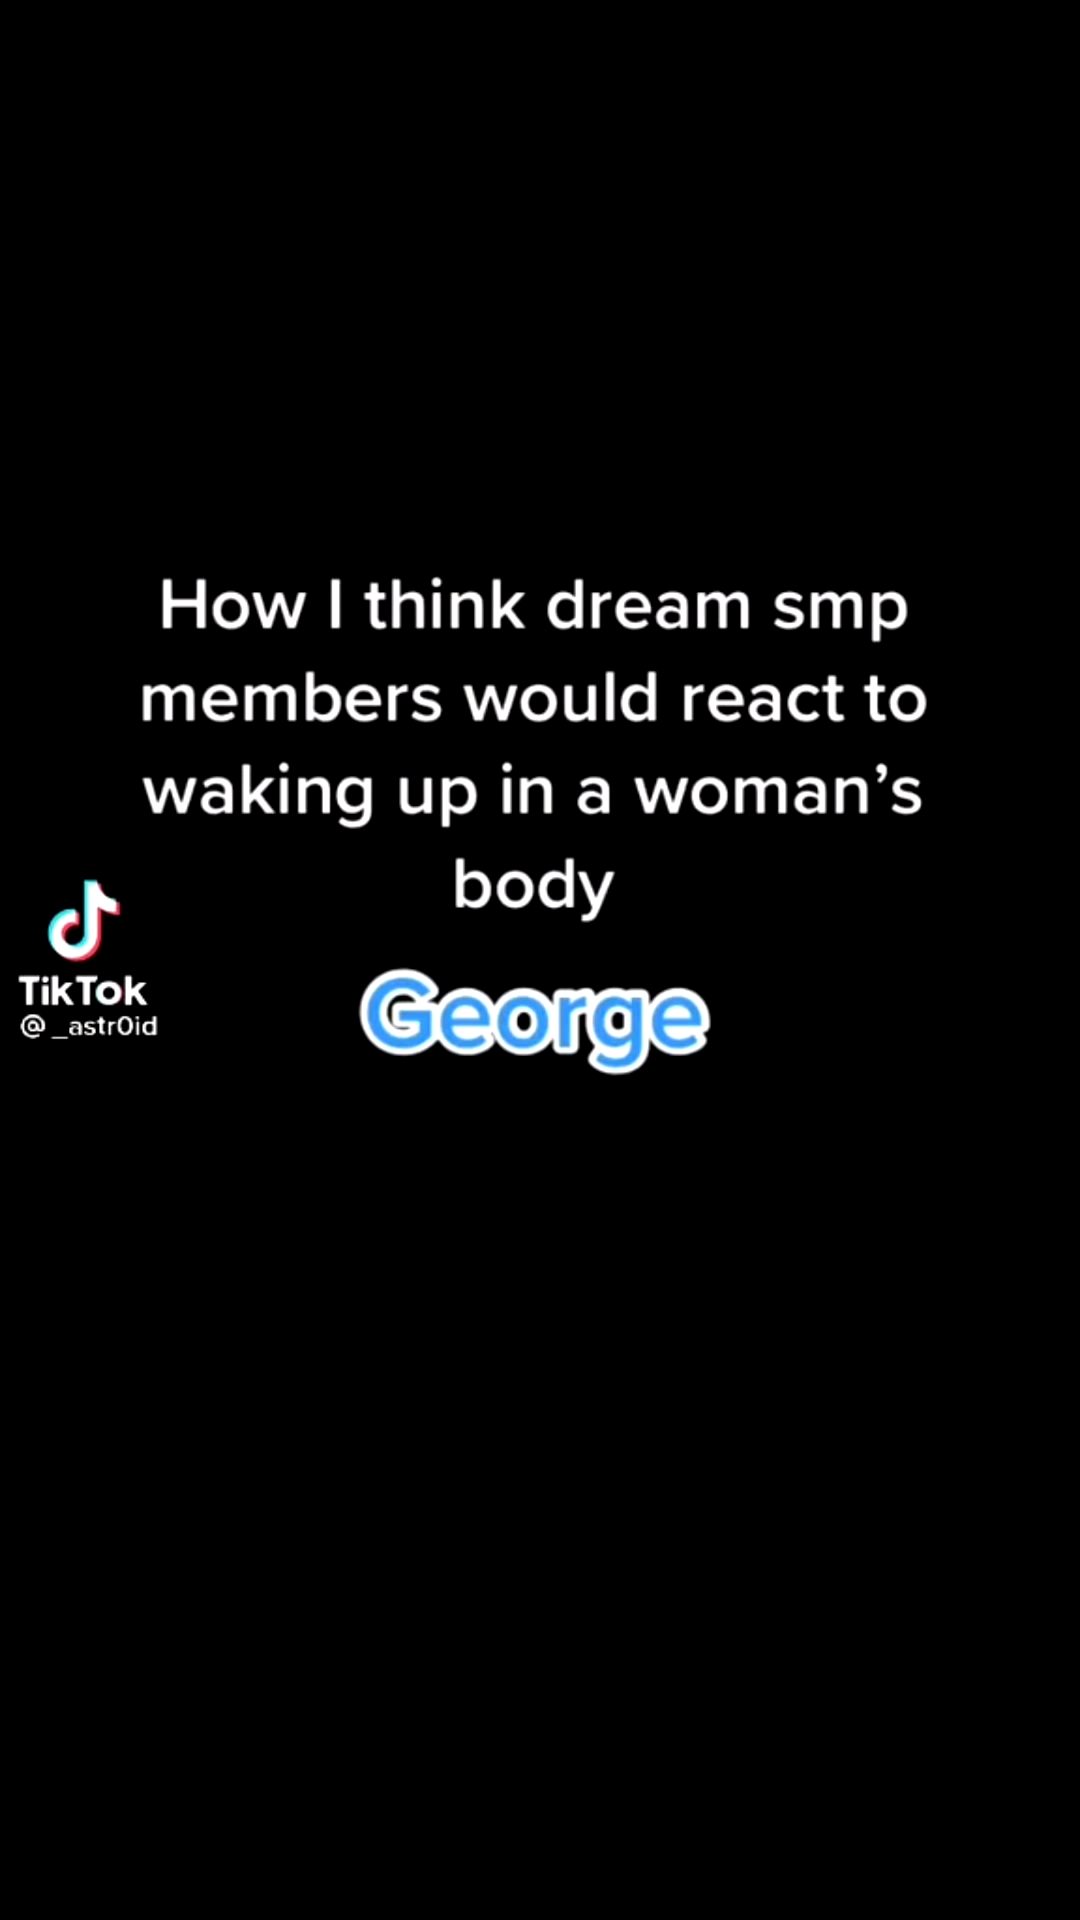 How I think dream smp
members would react to
waking up in a woman’s
body
TikTok
@_astr0id
George